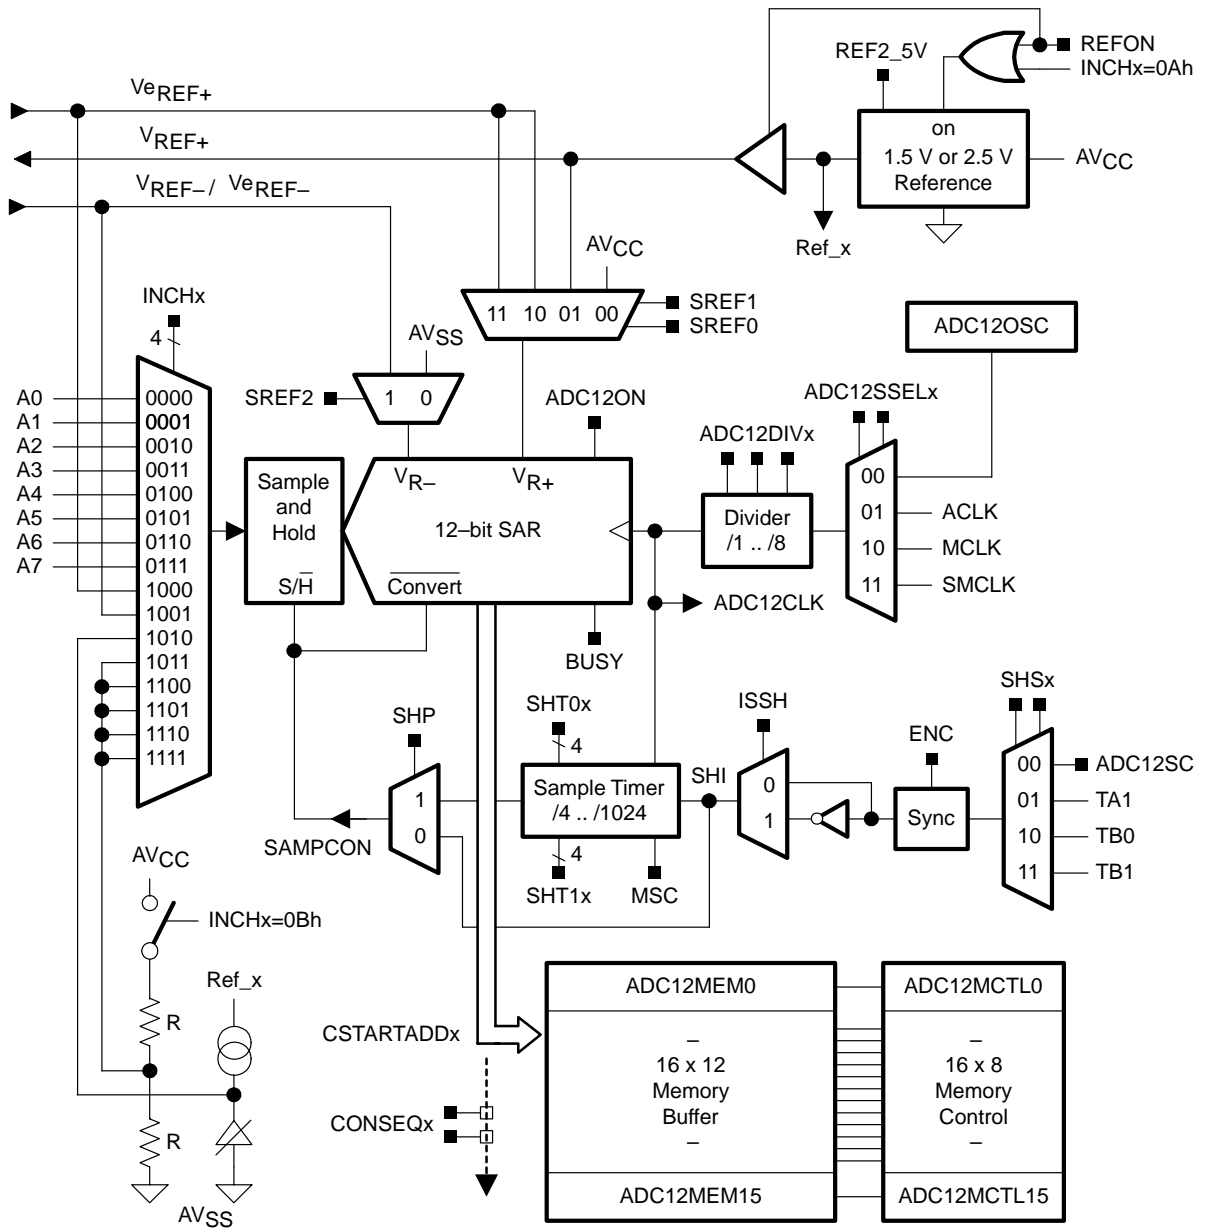 REFON
INCHx=0Ah
REF2_5V
VeREF+
VREF+
VREF– / VeREF–
on
1.5 V or 2.5 V
Reference
AVCC
Ref_x
AVCC
11 10 01 00
SREF1
SREF0
INCHx
4
AVSS
1 0
SREF2
ADC12ON
ADC12OSC
ADC12SSELx
ADC12DIVx
A0 0000
A1 0001
A2 0010
A3 0011
A4 0100
A5 0101
A6 0110
A7 0111
1000
1001
1010
1011
1100
1101
1110
1111
Sample
and
Hold
S/H
VR–
VR+
12–bit SAR
Convert
Divider
/1 .. /8
00
01 ACLK
10 MCLK
11 SMCLK
ADC12CLK
BUSY
SHP
SHT0x
4
ISSH
ENC
SHSx
1
0
SAMPCON
Sample Timer
/4 .. /1024
4
SHT1x
MSC
SHI
0
1
Sync
00 ADC12SC
01 TA1
10 TB0
11 TB1
AVCC
INCHx=0Bh
Ref_x
R
R
AVSS
CSTARTADDx
CONSEQx
ADC12MEM0
–
16 x 12
Memory
Buffer
–
ADC12MEM15
ADC12MCTL0
–
16 x 8
Memory
Control
–
ADC12MCTL15